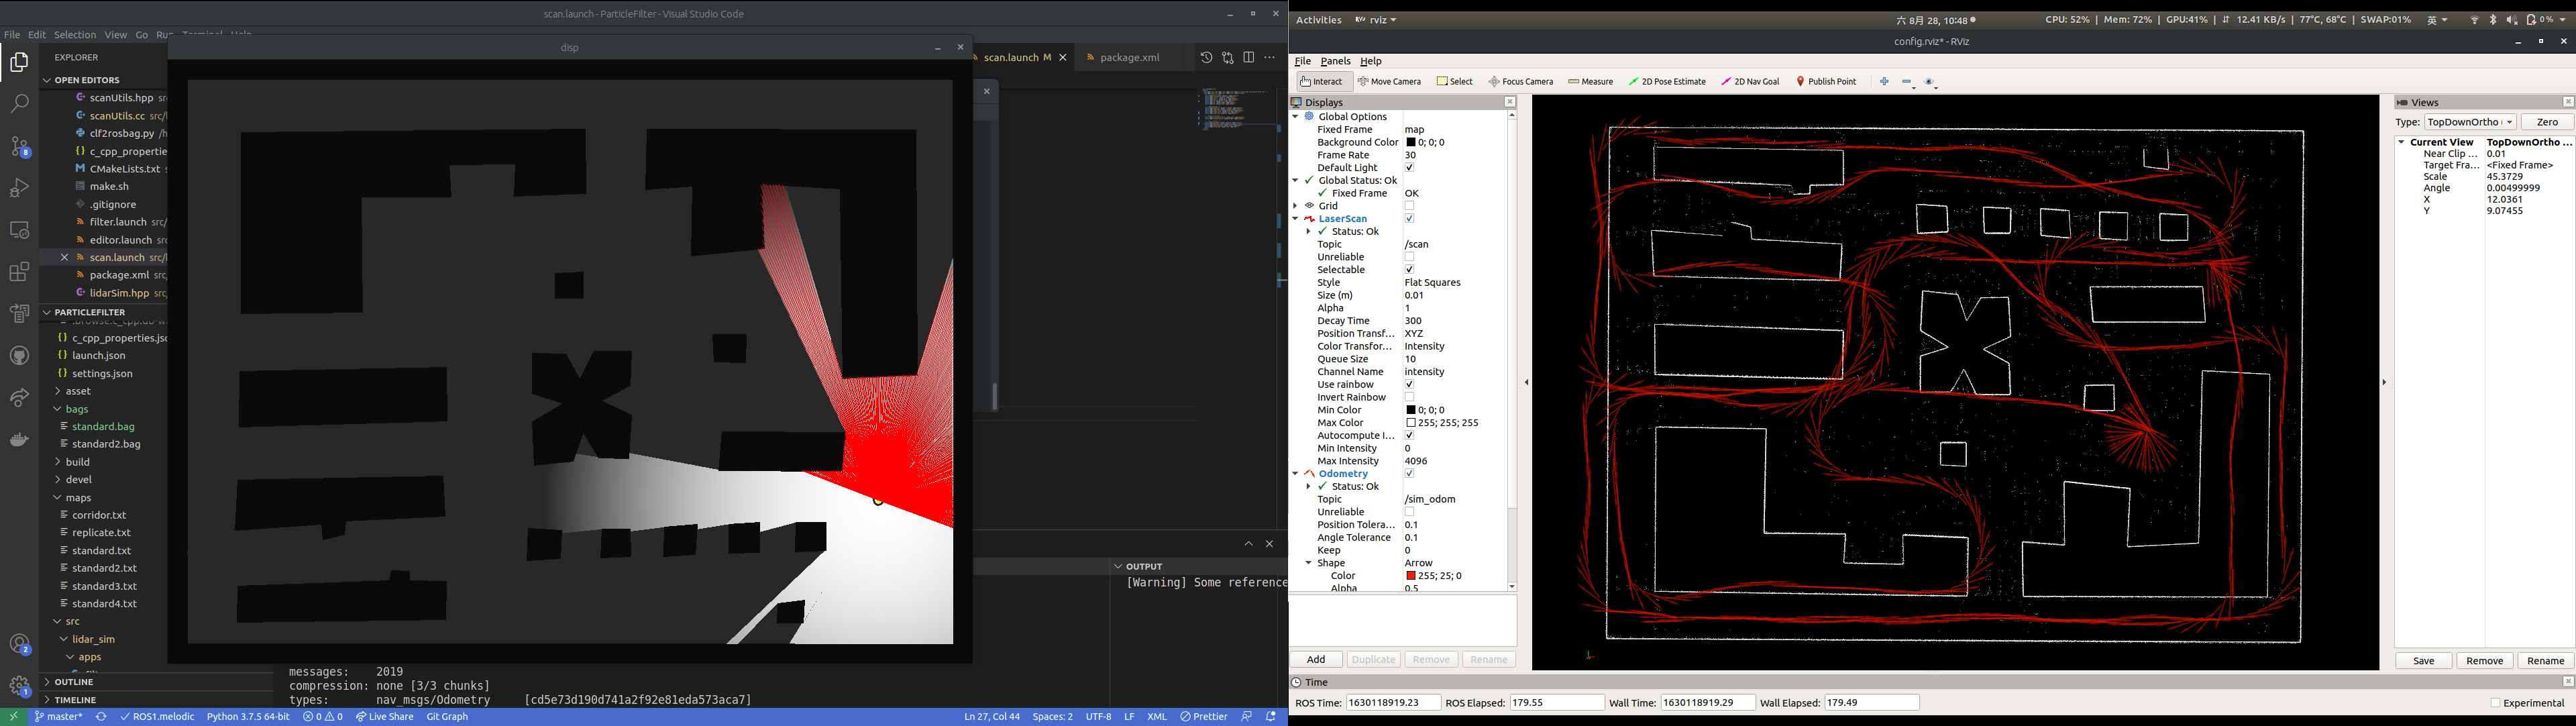 scan.launch - ParticleFilter - Visual Studio Code
File Edit Selection View Go Run Terminal Help
disp
EXPLORER
OPEN EDITORS
scanUtils.hpp
scanUtils.cc
clf2rosbag.py
c_cpp_propertie
CMakeLists.txt
make.sh
.gitignore
filter.launch
editor.launch
scan.launch
package.xml
lidarSim.hpp
PARTICLEFILTER
c_cpp_properties.jso
launch.json
settings.json
asset
bags
standard.bag
standard2.bag
build
devel
maps
corridor.txt
replicate.txt
standard.txt
standard2.txt
standard3.txt
standard4.txt
src
lidar_sim
apps
OUTLINE
TIMELINE
scan.launch M
package.xml
OUTPUT
[Warning] Some reference
messages: 2019
compression: none [3/3 chunks]
types: nav_msgs/Odometry [cd5e73d190d741a2f92e81eda573aca7]
master* ROS1.melodic Python 3.7.5 64-bit 0 0 Live Share Git Graph
Ln 27, Col 44 Spaces: 2 UTF-8 LF XML Prettier
8
2
1
Activities rviz
六 8月 28, 10:48
CPU: 52% | Mem: 72% | GPU:41% | 12.41 KB/s | 77°C, 68°C | SWAP:01%
英
0 %
config.rviz* - RViz
File Panels Help
Interact Move Camera Select Focus Camera Measure 2D Pose Estimate 2D Nav Goal Publish Point
Displays
Global Options
Fixed Frame map
Background Color 0; 0; 0
Frame Rate 30
Default Light
Global Status: Ok
Fixed Frame OK
Grid
LaserScan
Status: Ok
Topic /scan
Unreliable
Selectable
Style Flat Squares
Size (m) 0.01
Alpha 1
Decay Time 300
Position Transf... XYZ
Color Transfor... Intensity
Queue Size 10
Channel Name intensity
Use rainbow
Invert Rainbow
Min Color 0; 0; 0
Max Color 255; 255; 255
Autocompute I...
Min Intensity 0
Max Intensity 4096
Odometry
Status: Ok
Topic /sim_odom
Unreliable
Position Tolera... 0.1
Angle Tolerance 0.1
Keep 0
Shape Arrow
Color 255; 25; 0
Alpha 0.5
Add Duplicate Remove Rename
Views
Type: TopDownOrtho Zero
Current View TopDownOrtho ...
Near Clip ... 0.01
Target Fra... <Fixed Frame>
Scale 45.3729
Angle 0.00499999
X 12.0361
Y 9.07455
Save Remove Rename
Time
ROS Time: 1630118919.23 ROS Elapsed: 179.55 Wall Time: 1630118919.29 Wall Elapsed: 179.49 Experimental